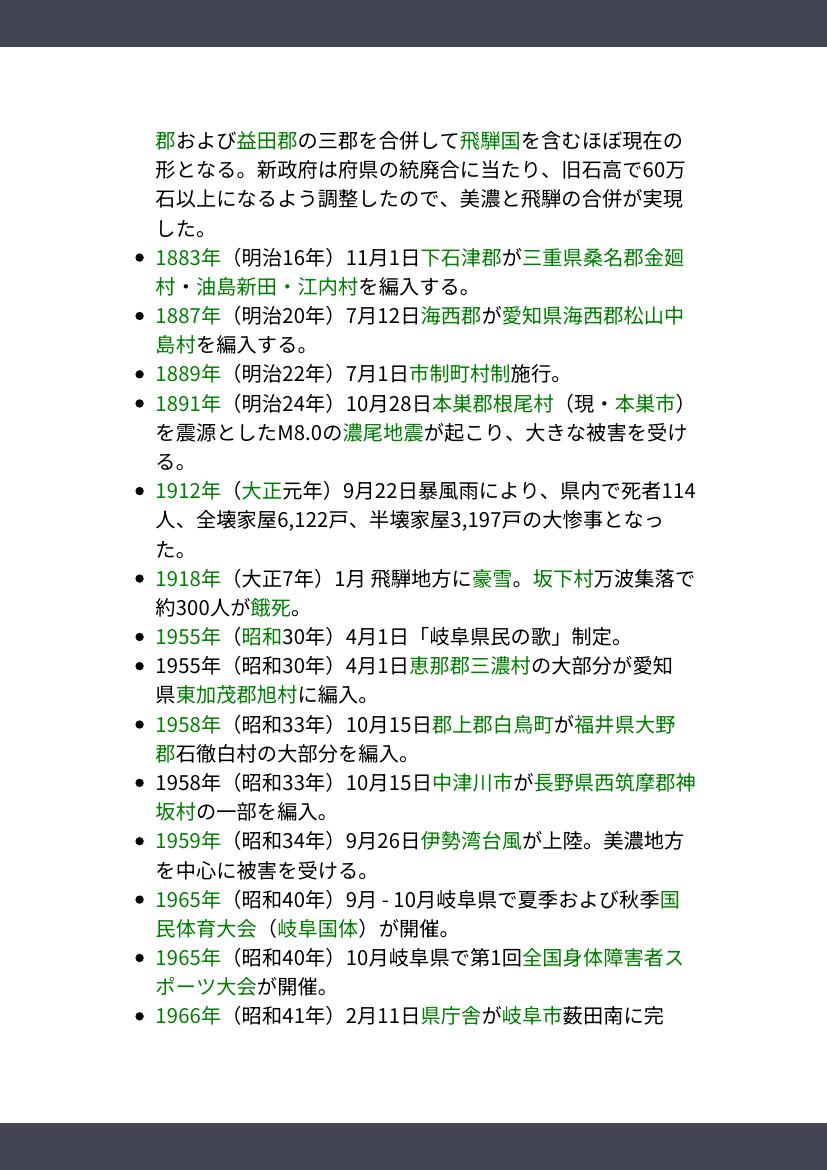 郡および益田郡の三郡を合併して飛騨国を含むほぼ現在の
形となる。新政府は府県の統廃合に当たり、旧石高で60万
石以上になるよう調整したので、美濃と飛騨の合併が実現
した。
● 1883年（明治16年）11月1日下石津郡が三重県桑名郡金廻
村・油島新田・江内村を編入する。
● 1887年（明治20年）7月12日海西郡が愛知県海西郡松山中
島村を編入する。
● 1889年（明治22年）7月1日市制町村制施行。
● 1891年（明治24年）10月28日本巣郡根尾村（現・本巣市）
を震源としたM8.0の濃尾地震が起こり、大きな被害を受け
る。
● 1912年（大正元年）9月22日暴風雨により、県内で死者114
人、全壊家屋6,122戸、半壊家屋3,197戸の大惨事となっ
た。
● 1918年（大正7年）1月 飛騨地方に豪雪。坂下村万波集落で
約300人が餓死。
● 1955年（昭和30年）4月1日「岐阜県民の歌」制定。
● 1955年（昭和30年）4月1日恵那郡三濃村の大部分が愛知
県東加茂郡旭村に編入。
● 1958年（昭和33年）10月15日郡上郡白鳥町が福井県大野
郡石徹白村の大部分を編入。
● 1958年（昭和33年）10月15日中津川市が長野県西筑摩郡神
坂村の一部を編入。
● 1959年（昭和34年）9月26日伊勢湾台風が上陸。美濃地方
を中心に被害を受ける。
● 1965年（昭和40年）9月 - 10月岐阜県で夏季および秋季国
民体育大会（岐阜国体）が開催。
● 1965年（昭和40年）10月岐阜県で第1回全国身体障害者ス
ポーツ大会が開催。
● 1966年（昭和41年）2月11日県庁舎が岐阜市薮田南に完